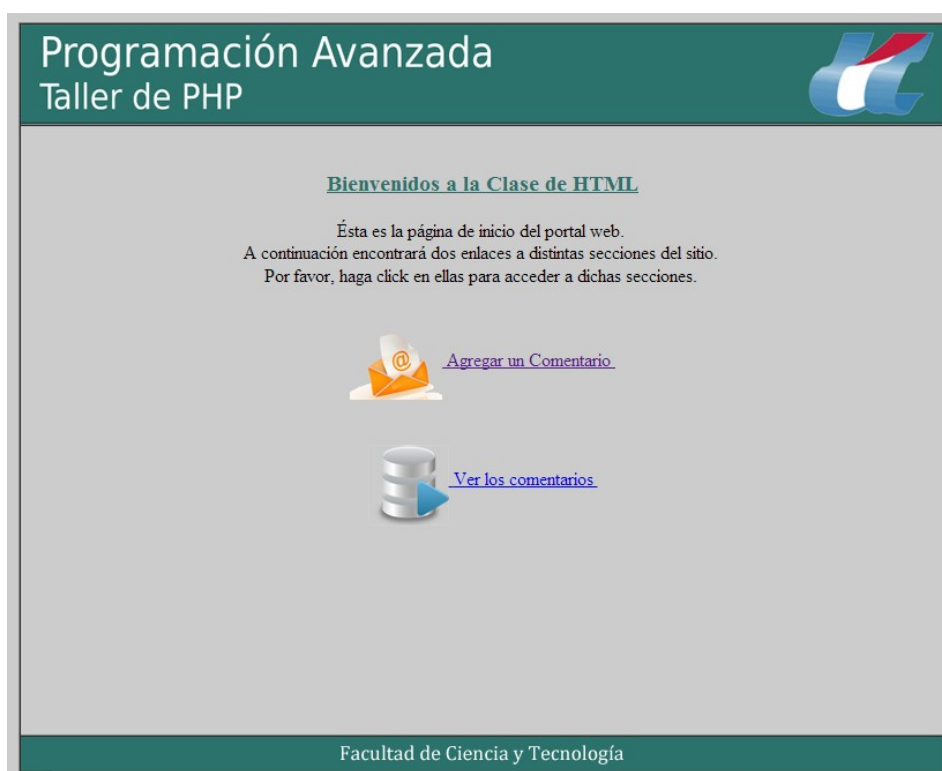 Programación Avanzada
Taller de PHP
Bienvenidos a la Clase de HTML
Ésta es la página de inicio del portal web.
A continuación encontrará dos enlaces a distintas secciones del sitio.
Por favor, haga click en ellas para acceder a dichas secciones.
@
Agregar un Comentario
Ver los comentarios
Facultad de Ciencia y Tecnología